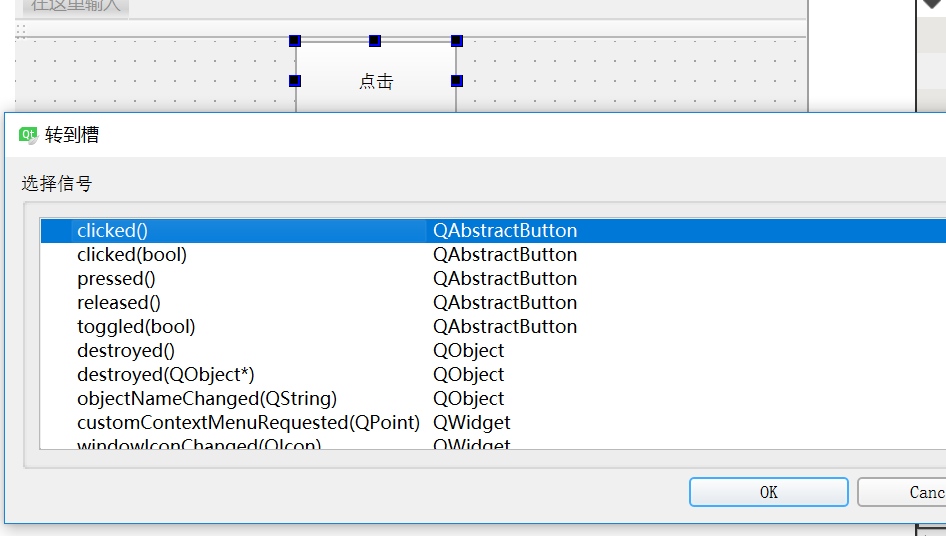 在这里输入
点击
Qt 转到槽
选择信号
clicked() QAbstractButton
clicked(bool) QAbstractButton
pressed() QAbstractButton
released() QAbstractButton
toggled(bool) QAbstractButton
destroyed() QObject
destroyed(QObject*) QObject
objectNameChanged(QString) QObject
customContextMenuRequested(QPoint) QWidget
windowIconChanged(QIcon) QWidget
OK Canc